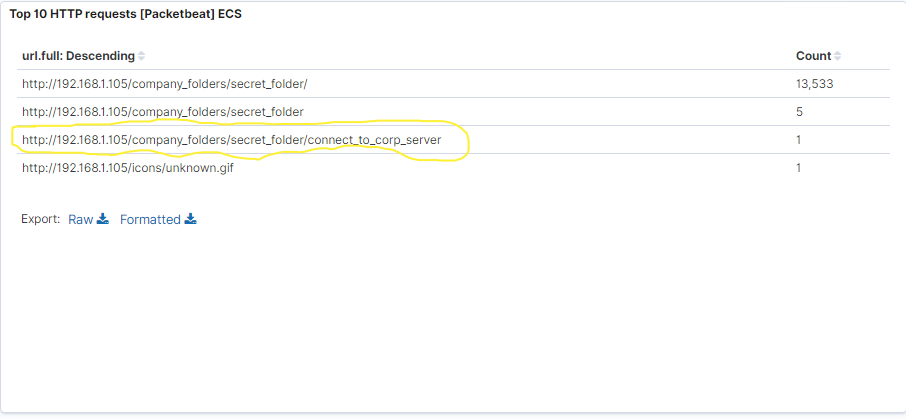 Top 10 HTTP requests [Packetbeat] ECS
url.full: Descending Count
http://192.168.1.105/company_folders/secret_folder/ 13,533
http://192.168.1.105/company_folders/secret_folder 5
http://192.168.1.105/company_folders/secret_folder/connect_to_corp_server 1
http://192.168.1.105/icons/unknown.gif 1
Export: Raw Formatted